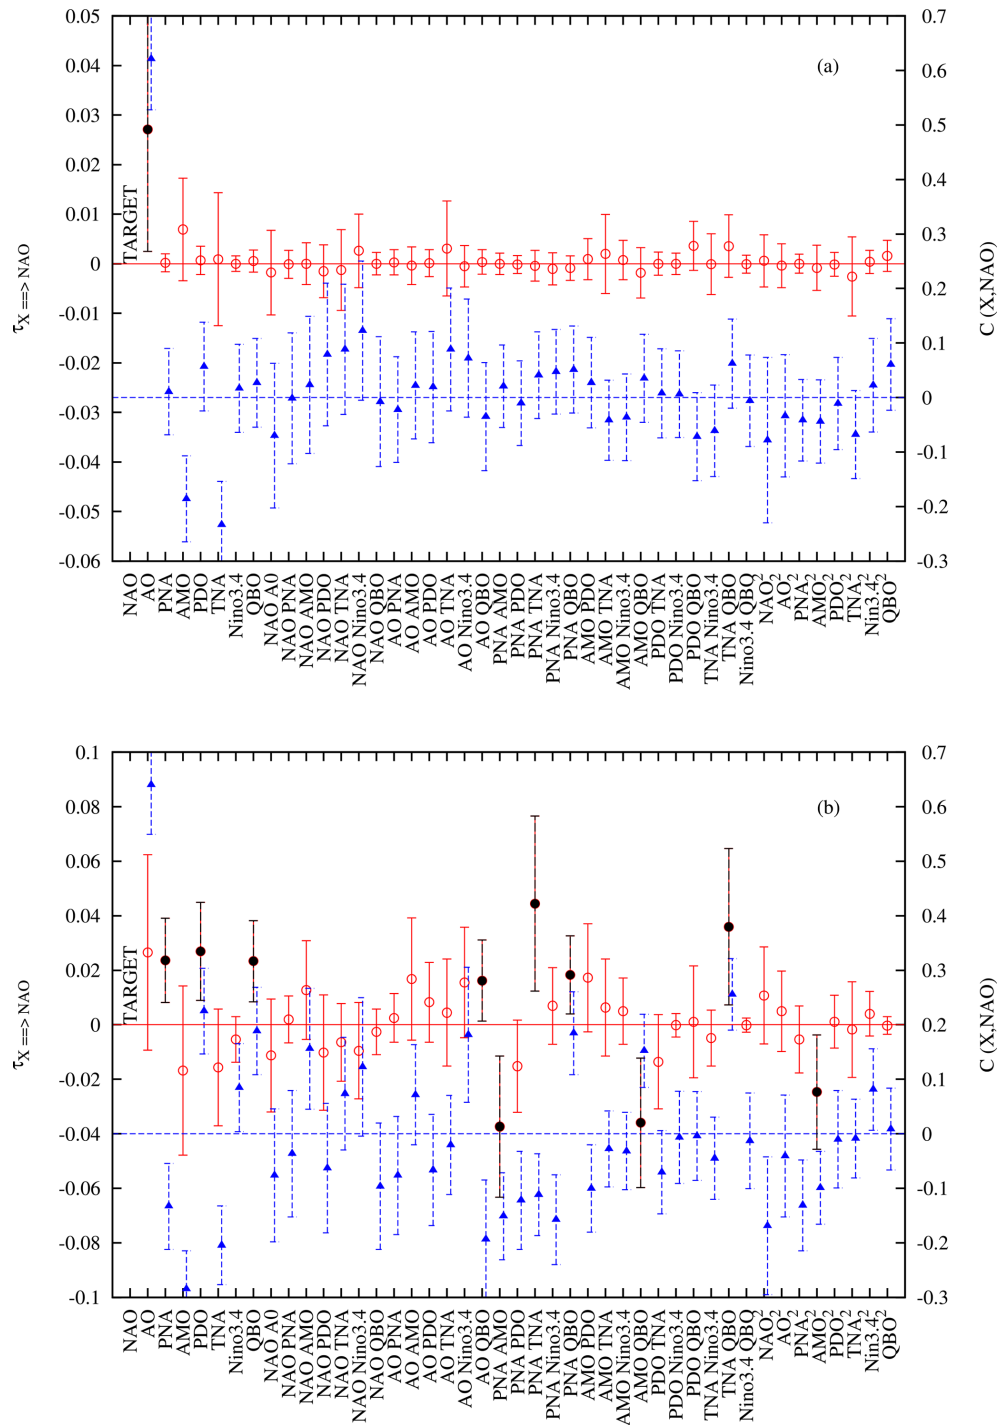 0.05
0.04
0.03
0.02
0.01
0
-0.01
-0.02
-0.03
-0.04
-0.05
-0.06
τX ==> NAO
0.7
0.6
0.5
0.4
0.3
0.2
0.1
0
-0.1
-0.2
-0.3
C (X,NAO)
(a)
TARGET
NAO
AO
PNA
AMO
PDO
TNA
Nino3.4
QBO
NAO A0
NAO PNA
NAO AMO
NAO PDO
NAO TNA
NAO Nino3.4
NAO QBO
AO PNA
AO AMO
AO PDO
AO TNA
AO Nino3.4
AO QBO
PNA AMO
PNA PDO
PNA TNA
PNA Nino3.4
PNA QBO
AMO PDO
AMO TNA
AMO Nino3.4
AMO QBO
PDO TNA
PDO Nino3.4
PDO QBO
TNA Nino3.4
TNA QBO
Nino3.4 QBQ
NAO²
AO²
PNA²
AMO²
PDO²
TNA²
Nin3.4²
QBO²
0.1
0.08
0.06
0.04
0.02
0
-0.02
-0.04
-0.06
-0.08
-0.1
τX ==> NAO
0.7
0.6
0.5
0.4
0.3
0.2
0.1
0
-0.1
-0.2
-0.3
C (X,NAO)
(b)
TARGET
NAO
AO
PNA
AMO
PDO
TNA
Nino3.4
QBO
NAO A0
NAO PNA
NAO AMO
NAO PDO
NAO TNA
NAO Nino3.4
NAO QBO
AO PNA
AO AMO
AO PDO
AO TNA
AO Nino3.4
AO QBO
PNA AMO
PNA PDO
PNA TNA
PNA Nino3.4
PNA QBO
AMO PDO
AMO TNA
AMO Nino3.4
AMO QBO
PDO TNA
PDO Nino3.4
PDO QBO
TNA Nino3.4
TNA QBO
Nino3.4 QBQ
NAO²
AO²
PNA²
AMO²
PDO²
TNA²
Nin3.4²
QBO²